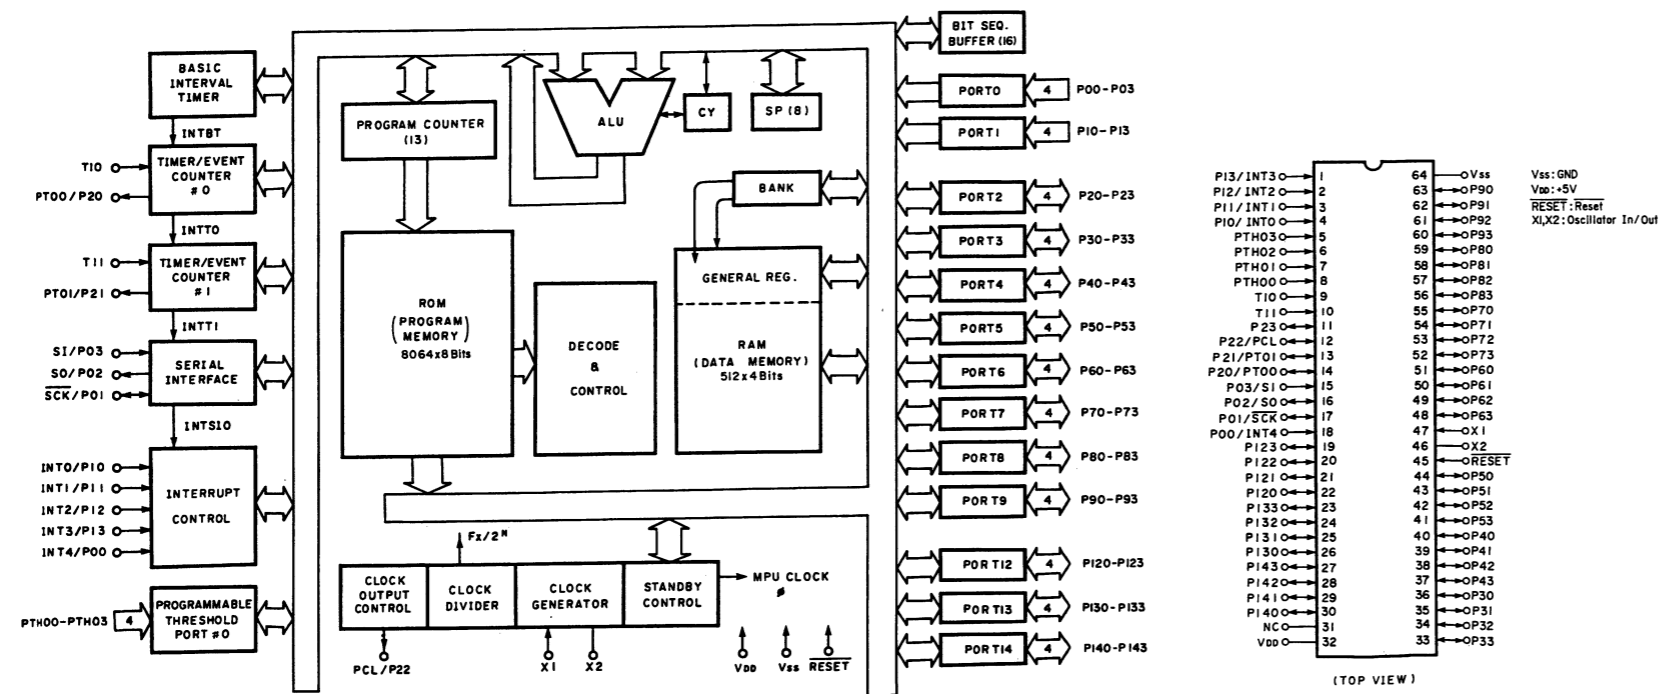 BASIC
INTERVAL
TIMER
INTBT
TI0
PTO0/P20
TIMER/EVENT
COUNTER
#0
INTT0
TI1
PTO1/P21
TIMER/EVENT
COUNTER
#1
INTT1
SI/P03
SO/P02
SCK/P01
SERIAL
INTERFACE
INTSIO
INT0/P10
INT1/P11
INT2/P12
INT3/P13
INT4/P00
INTERRUPT
CONTROL
PTH00-PTH03
4
PROGRAMMABLE
THRESHOLD
PORT #0
PROGRAM COUNTER
(13)
ALU
CY
SP(8)
BANK
ROM
(PROGRAM)
MEMORY
8064x8Bits
DECODE
&
CONTROL
GENERAL REG.
RAM
(DATA MEMORY)
512x4Bits
Fx/2N
CLOCK
OUTPUT
CONTROL
CLOCK
DIVIDER
CLOCK
GENERATOR
STANDBY
CONTROL
MPU CLOCK
ø
PCL/P22
X1
X2
VDD
Vss
RESET
BIT SEQ.
BUFFER(16)
PORT0 4 P00-P03
PORT1 4 P10-P13
PORT2 4 P20-P23
PORT3 4 P30-P33
PORT4 4 P40-P43
PORT5 4 P50-P53
PORT6 4 P60-P63
PORT7 4 P70-P73
PORT8 4 P80-P83
PORT9 4 P90-P93
PORT12 4 P120-P123
PORT13 4 P130-P133
PORT14 4 P140-P143
P13/INT3 1 64 Vss
P12/INT2 2 63 P90
P11/INT1 3 62 P91
P10/INT0 4 61 P92
PTH03 5 60 P93
PTH02 6 59 P80
PTH01 7 58 P81
PTH00 8 57 P82
TI0 9 56 P83
TI1 10 55 P70
P23 11 54 P71
P22/PCL 12 53 P72
P21/PTO1 13 52 P73
P20/PTO0 14 51 P60
P03/SI 15 50 P61
P02/SO 16 49 P62
P01/SCK 17 48 P63
P00/INT4 18 47 X1
P123 19 46 X2
P122 20 45 RESET
P121 21 44 P50
P120 22 43 P51
P133 23 42 P52
P132 24 41 P53
P131 25 40 P40
P130 26 39 P41
P143 27 38 P42
P142 28 37 P43
P141 29 36 P30
P140 30 35 P31
NC 31 34 P32
VDD 32 33 P33
(TOP VIEW)
Vss:GND
VDD:+5V
RESET:Reset
X1,X2:Oscillator In/Out